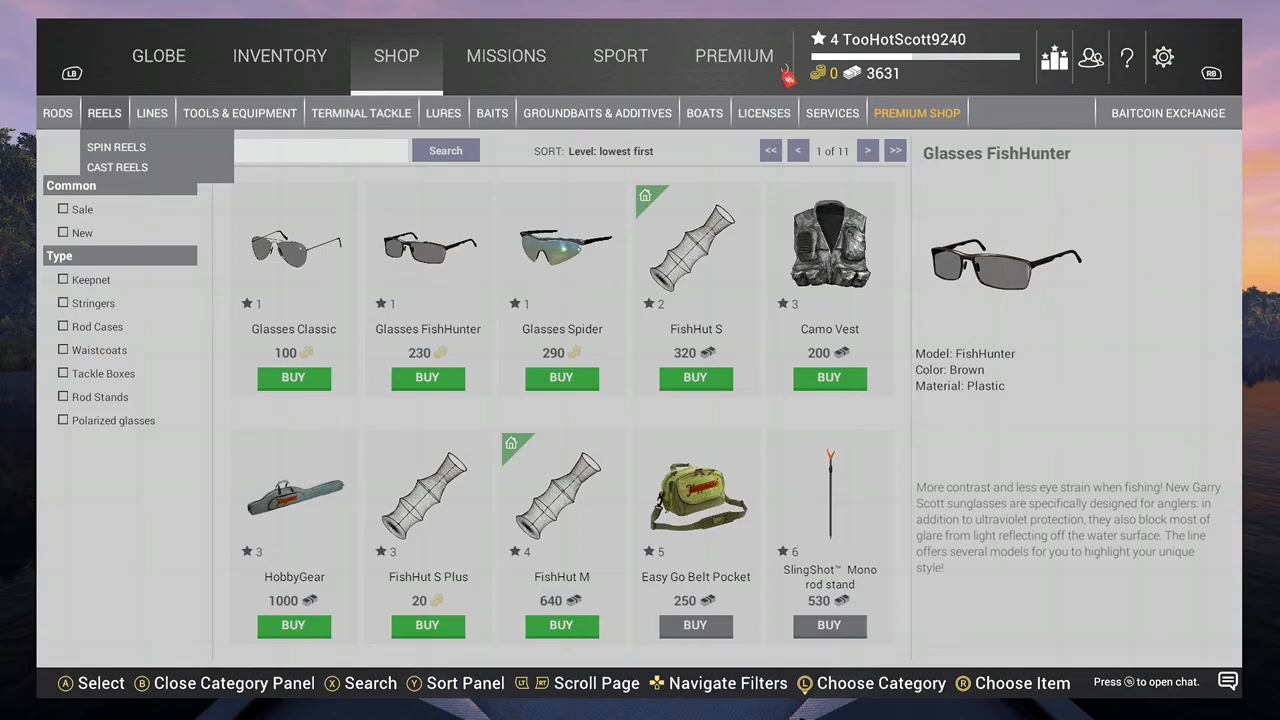 GLOBE INVENTORY SHOP MISSIONS SPORT PREMIUM
4 TooHotScott9240
0 3631
LB
RB
RODS REELS LINES TOOLS & EQUIPMENT TERMINAL TACKLE LURES BAITS GROUNDBAITS & ADDITIVES BOATS LICENSES SERVICES PREMIUM SHOP BAITCOIN EXCHANGE
SPIN REELS
CAST REELS
Search
SORT: Level: lowest first
<< < 1 of 11 > >>
Common
Sale
New
Type
Keepnet
Stringers
Rod Cases
Waistcoats
Tackle Boxes
Rod Stands
Polarized glasses
1 1 1 2 3
Glasses Classic Glasses FishHunter Glasses Spider FishHut S Camo Vest
100 230 290 320 200
BUY BUY BUY BUY BUY
3 3 4 5 6
HobbyGear FishHut S Plus FishHut M Easy Go Belt Pocket SlingShot™ Mono
rod stand
1000 20 640 250 530
BUY BUY BUY BUY BUY
Glasses FishHunter
Model: FishHunter
Color: Brown
Material: Plastic
More contrast and less eye strain when fishing! New Garry
Scott sunglasses are specifically designed for anglers: in
addition to ultraviolet protection, they also block most of
glare from light reflecting off the water surface. The line
offers several models for you to highlight your unique
style!
A Select B Close Category Panel X Search Y Sort Panel LT RT Scroll Page Navigate Filters L Choose Category R Choose Item Press to open chat.